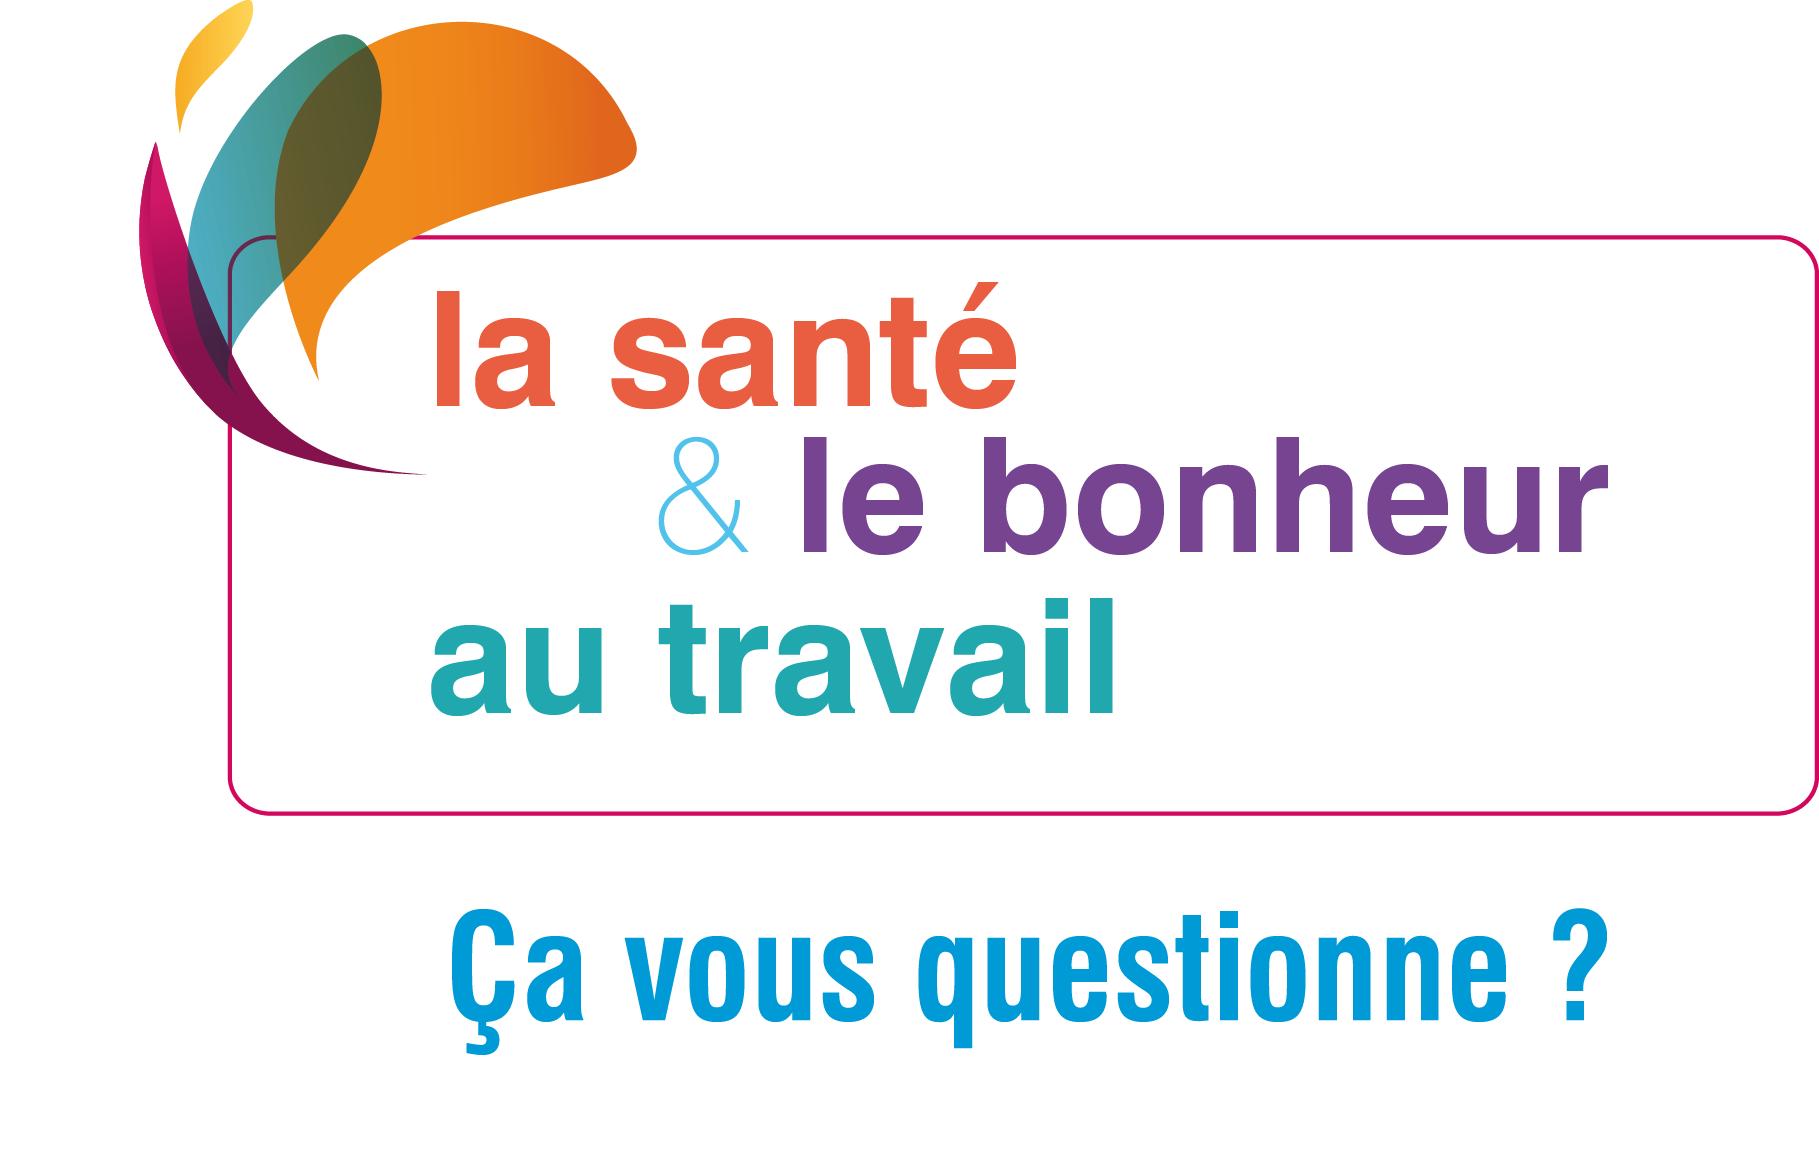 la santé
& le bonheur
au travail
Ça vous questionne ?